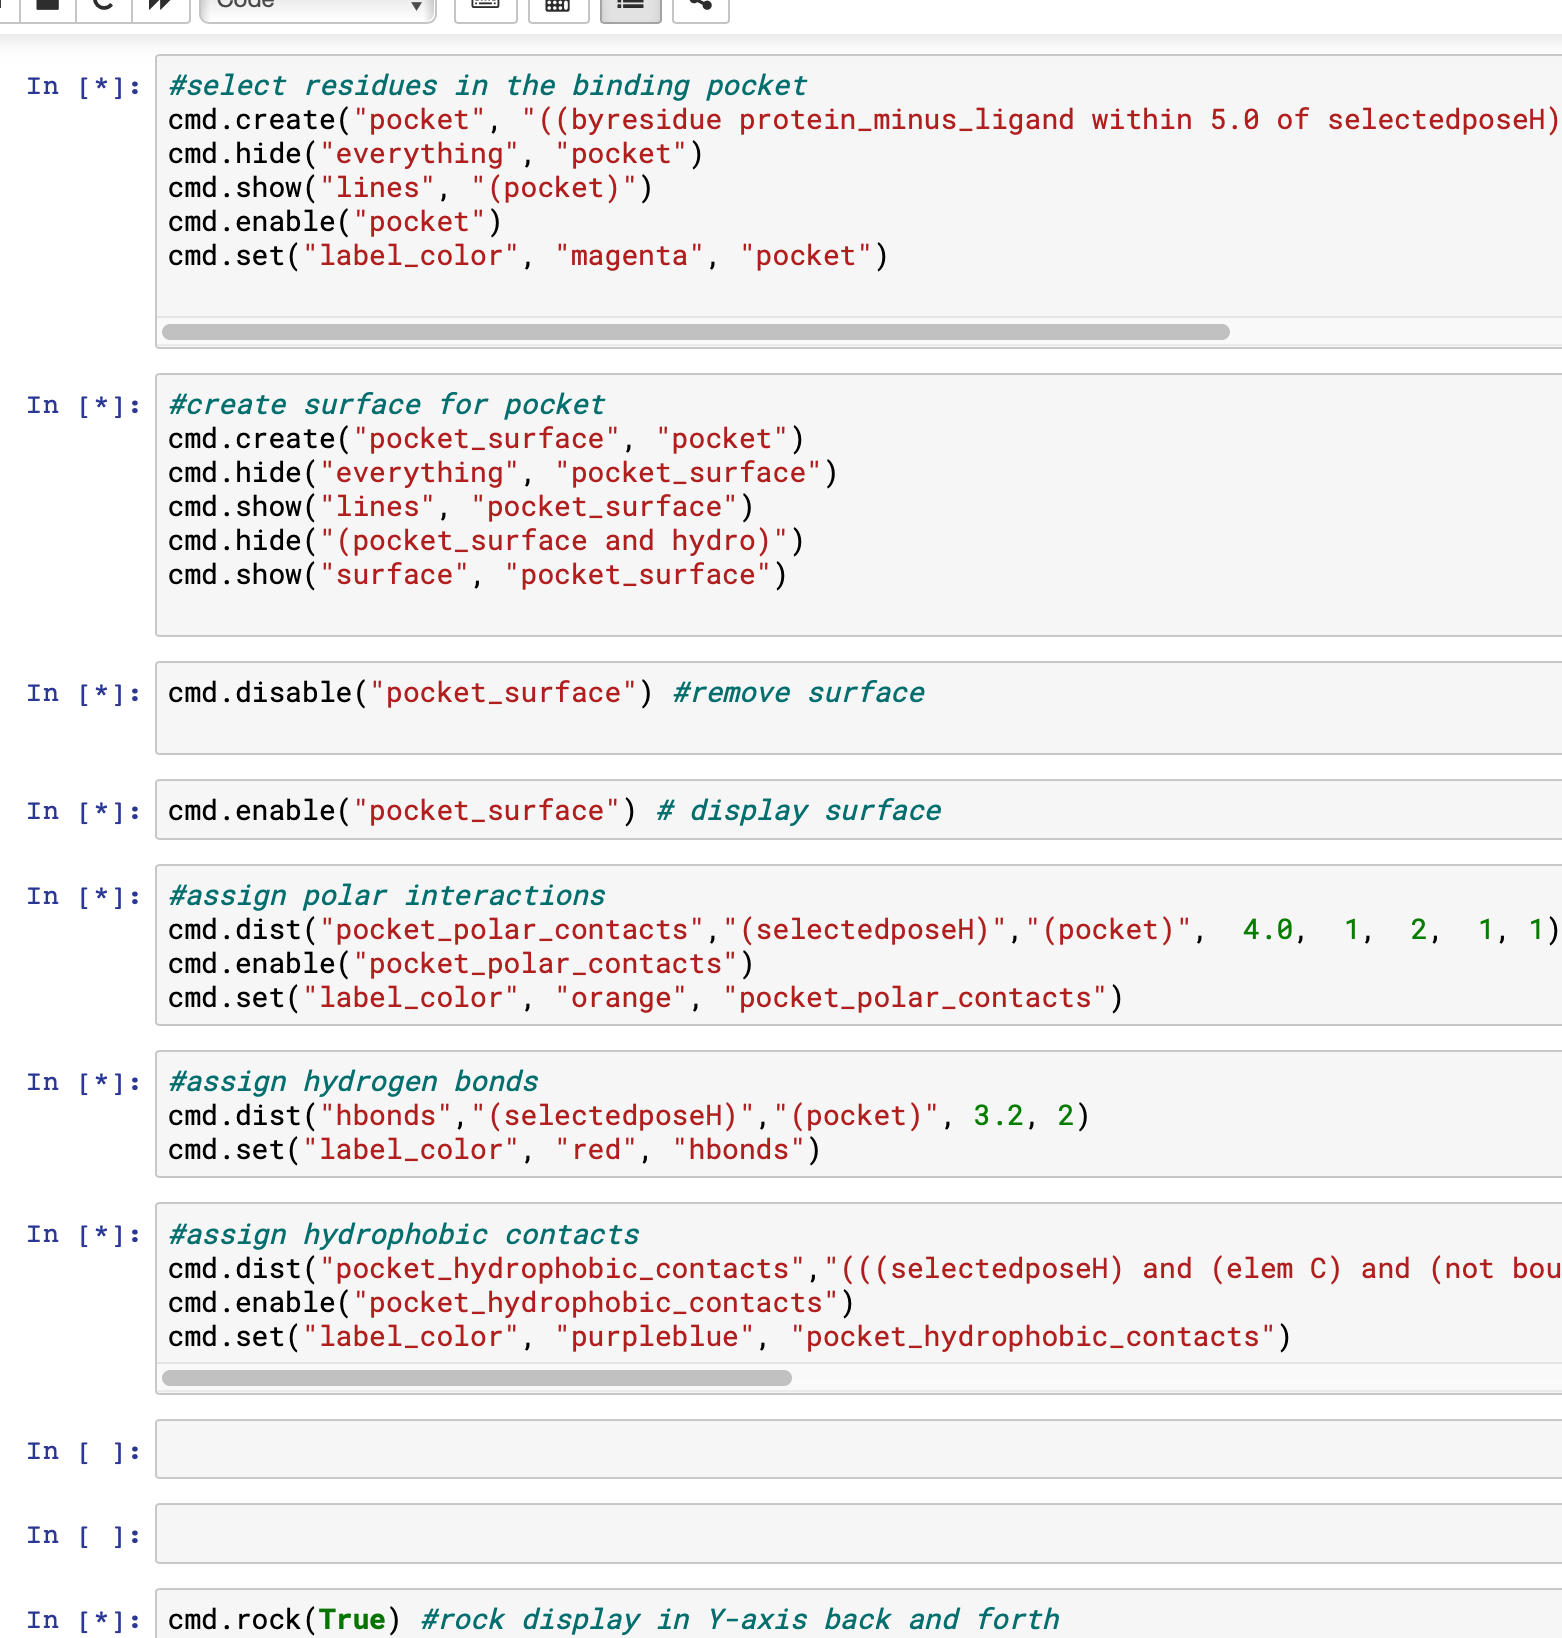 Code
In [*]:
#select residues in the binding pocket
cmd.create("pocket", "((byresidue protein_minus_ligand within 5.0 of selectedposeH)
cmd.hide("everything", "pocket")
cmd.show("lines", "(pocket)")
cmd.enable("pocket")
cmd.set("label_color", "magenta", "pocket")
In [*]:
#create surface for pocket
cmd.create("pocket_surface", "pocket")
cmd.hide("everything", "pocket_surface")
cmd.show("lines", "pocket_surface")
cmd.hide("(pocket_surface and hydro)")
cmd.show("surface", "pocket_surface")
In [*]:
cmd.disable("pocket_surface") #remove surface
In [*]:
cmd.enable("pocket_surface") # display surface
In [*]:
#assign polar interactions
cmd.dist("pocket_polar_contacts","(selectedposeH)","(pocket)",  4.0,  1,  2,  1, 1)
cmd.enable("pocket_polar_contacts")
cmd.set("label_color", "orange", "pocket_polar_contacts")
In [*]:
#assign hydrogen bonds
cmd.dist("hbonds","(selectedposeH)","(pocket)", 3.2, 2)
cmd.set("label_color", "red", "hbonds")
In [*]:
#assign hydrophobic contacts
cmd.dist("pocket_hydrophobic_contacts","(((selectedposeH) and (elem C) and (not bou
cmd.enable("pocket_hydrophobic_contacts")
cmd.set("label_color", "purpleblue", "pocket_hydrophobic_contacts")
In [ ]:
In [ ]:
In [*]:
cmd.rock(True) #rock display in Y-axis back and forth